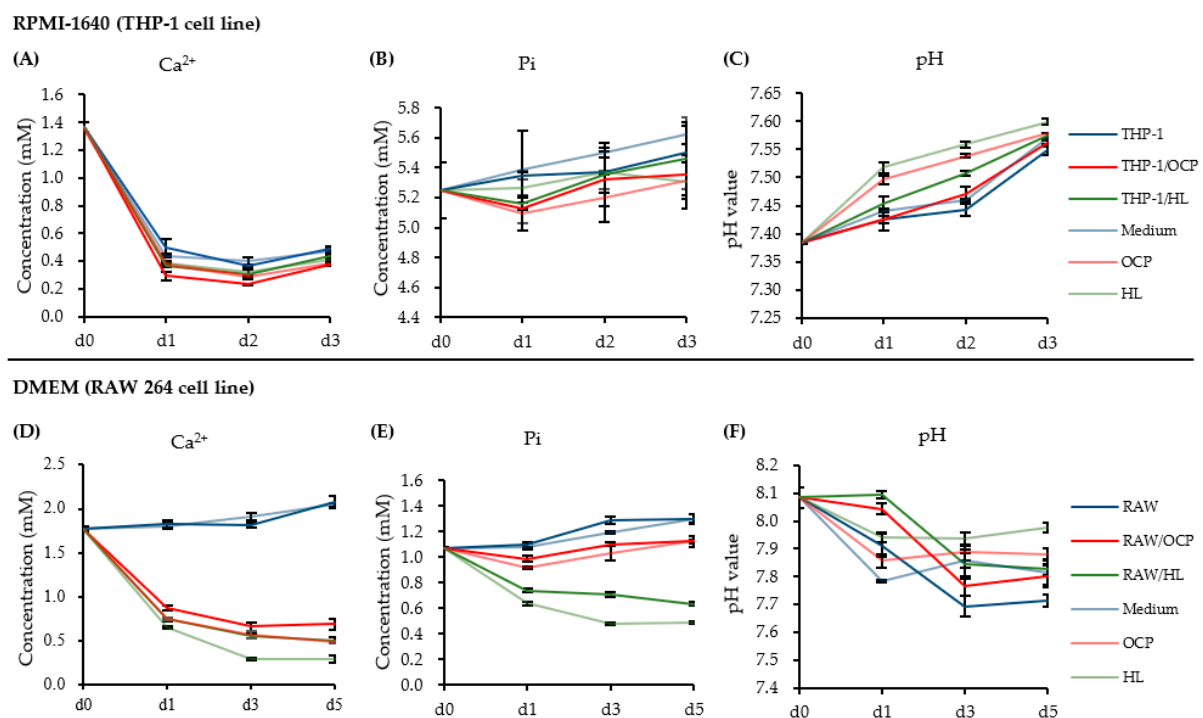 RPMI-1640 (THP-1 cell line)
(A) Ca²⁺
Concentration (mM)
1.6
1.4
1.2
1.0
0.8
0.6
0.4
0.2
0.0
d0 d1 d2 d3
(B) Pi
Concentration (mM)
5.8
5.6
5.4
5.2
5.0
4.8
4.6
4.4
d0 d1 d2 d3
(C) pH
pH value
7.65
7.60
7.55
7.50
7.45
7.40
7.35
7.30
7.25
d0 d1 d2 d3
THP-1
THP-1/OCP
THP-1/HL
Medium
OCP
HL
DMEM (RAW 264 cell line)
(D) Ca²⁺
Concentration (mM)
2.5
2.0
1.5
1.0
0.5
0.0
d0 d1 d3 d5
(E) Pi
Concentration (mM)
1.6
1.4
1.2
1.0
0.8
0.6
0.4
0.2
0.0
d0 d1 d3 d5
(F) pH
pH value
8.2
8.1
8.0
7.9
7.8
7.7
7.6
7.5
7.4
d0 d1 d3 d5
RAW
RAW/OCP
RAW/HL
Medium
OCP
HL